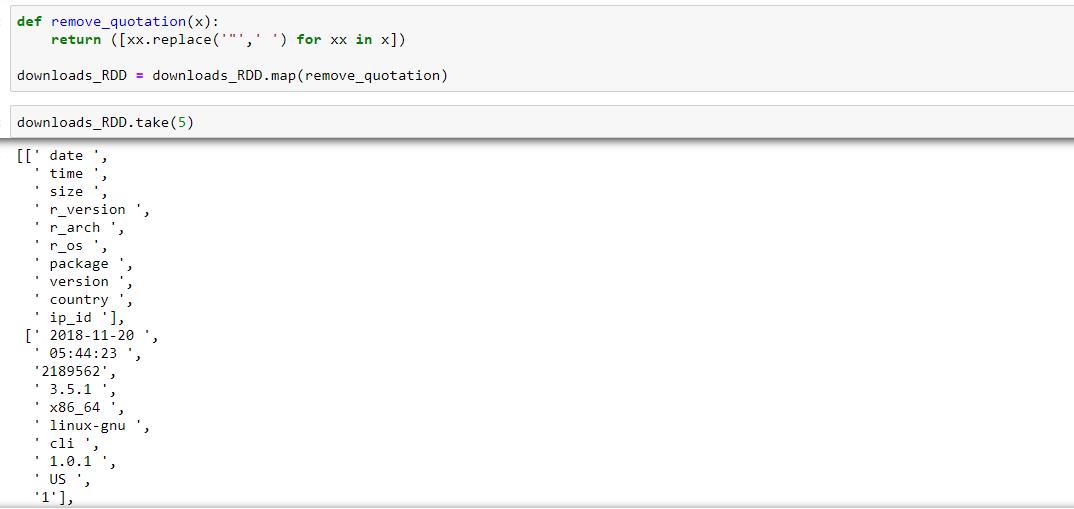 def remove_quotation(x):
    return ([xx.replace('"',' ') for xx in x])
downloads_RDD = downloads_RDD.map(remove_quotation)
downloads_RDD.take(5)
[[' date ',
  ' time ',
  ' size ',
  ' r_version ',
  ' r_arch ',
  ' r_os ',
  ' package ',
  ' version ',
  ' country ',
  ' ip_id '],
 [' 2018-11-20 ',
  ' 05:44:23 ',
  '2189562',
  ' 3.5.1 ',
  ' x86_64 ',
  ' linux-gnu ',
  ' cli ',
  ' 1.0.1 ',
  ' US ',
  '1'],